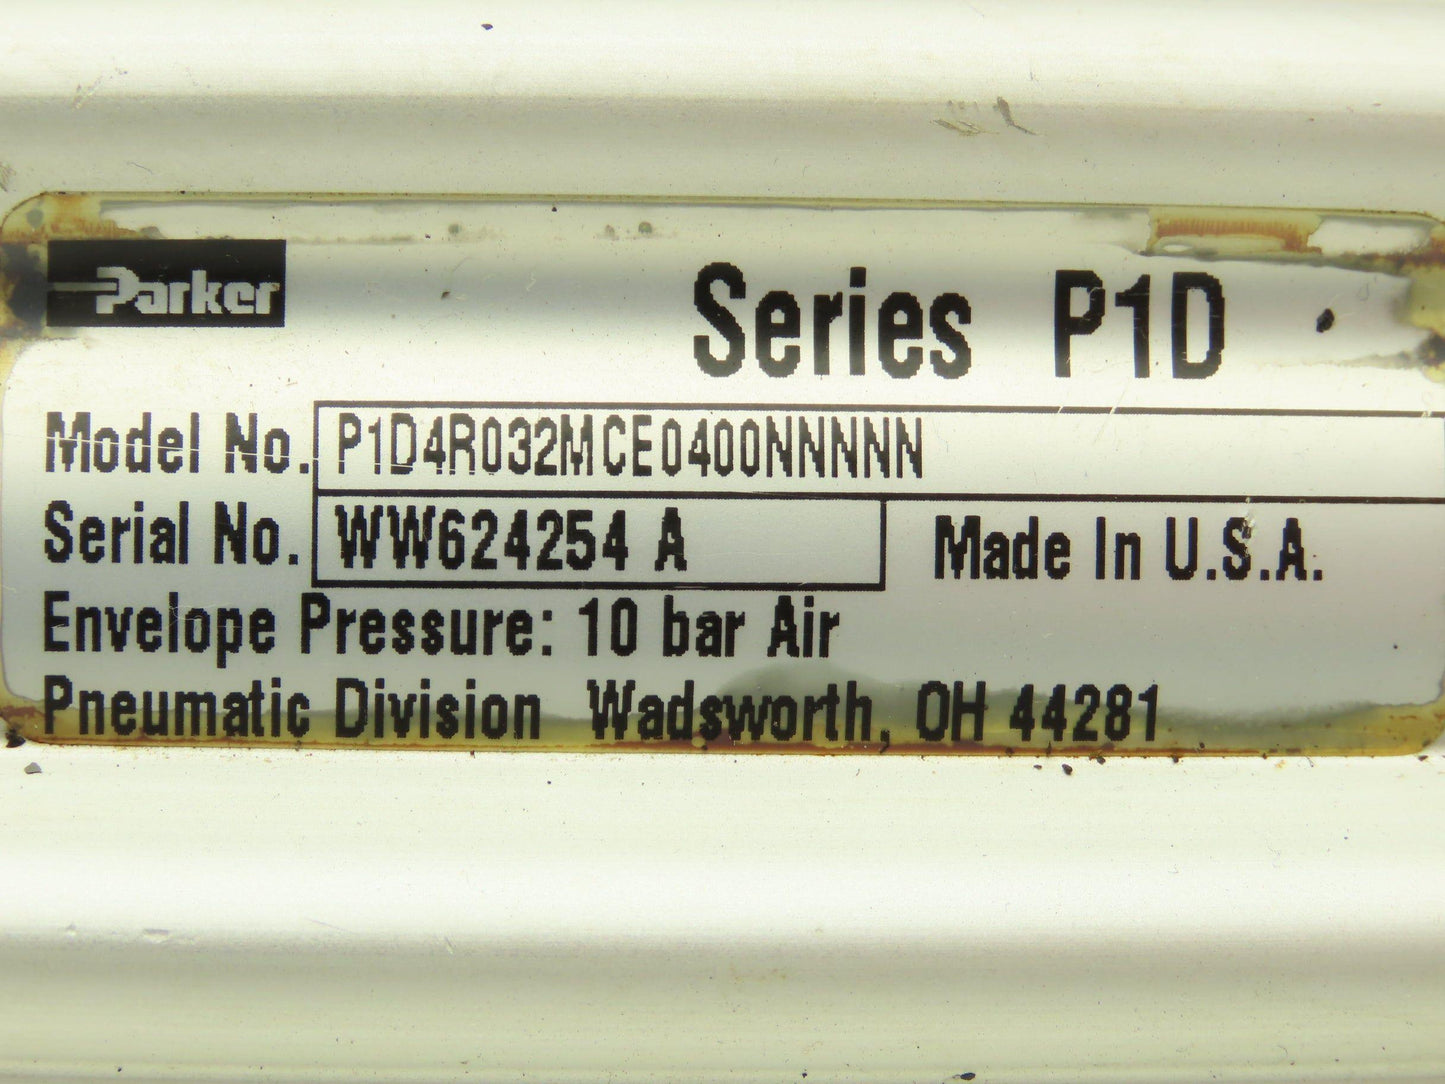 Parker
Series P1D
Model No. P1D4R032MCE0400NNNNN
Serial No. WW624254 A
Made In U.S.A.
Envelope Pressure: 10 bar Air
Pneumatic Division Wadsworth, OH 44281